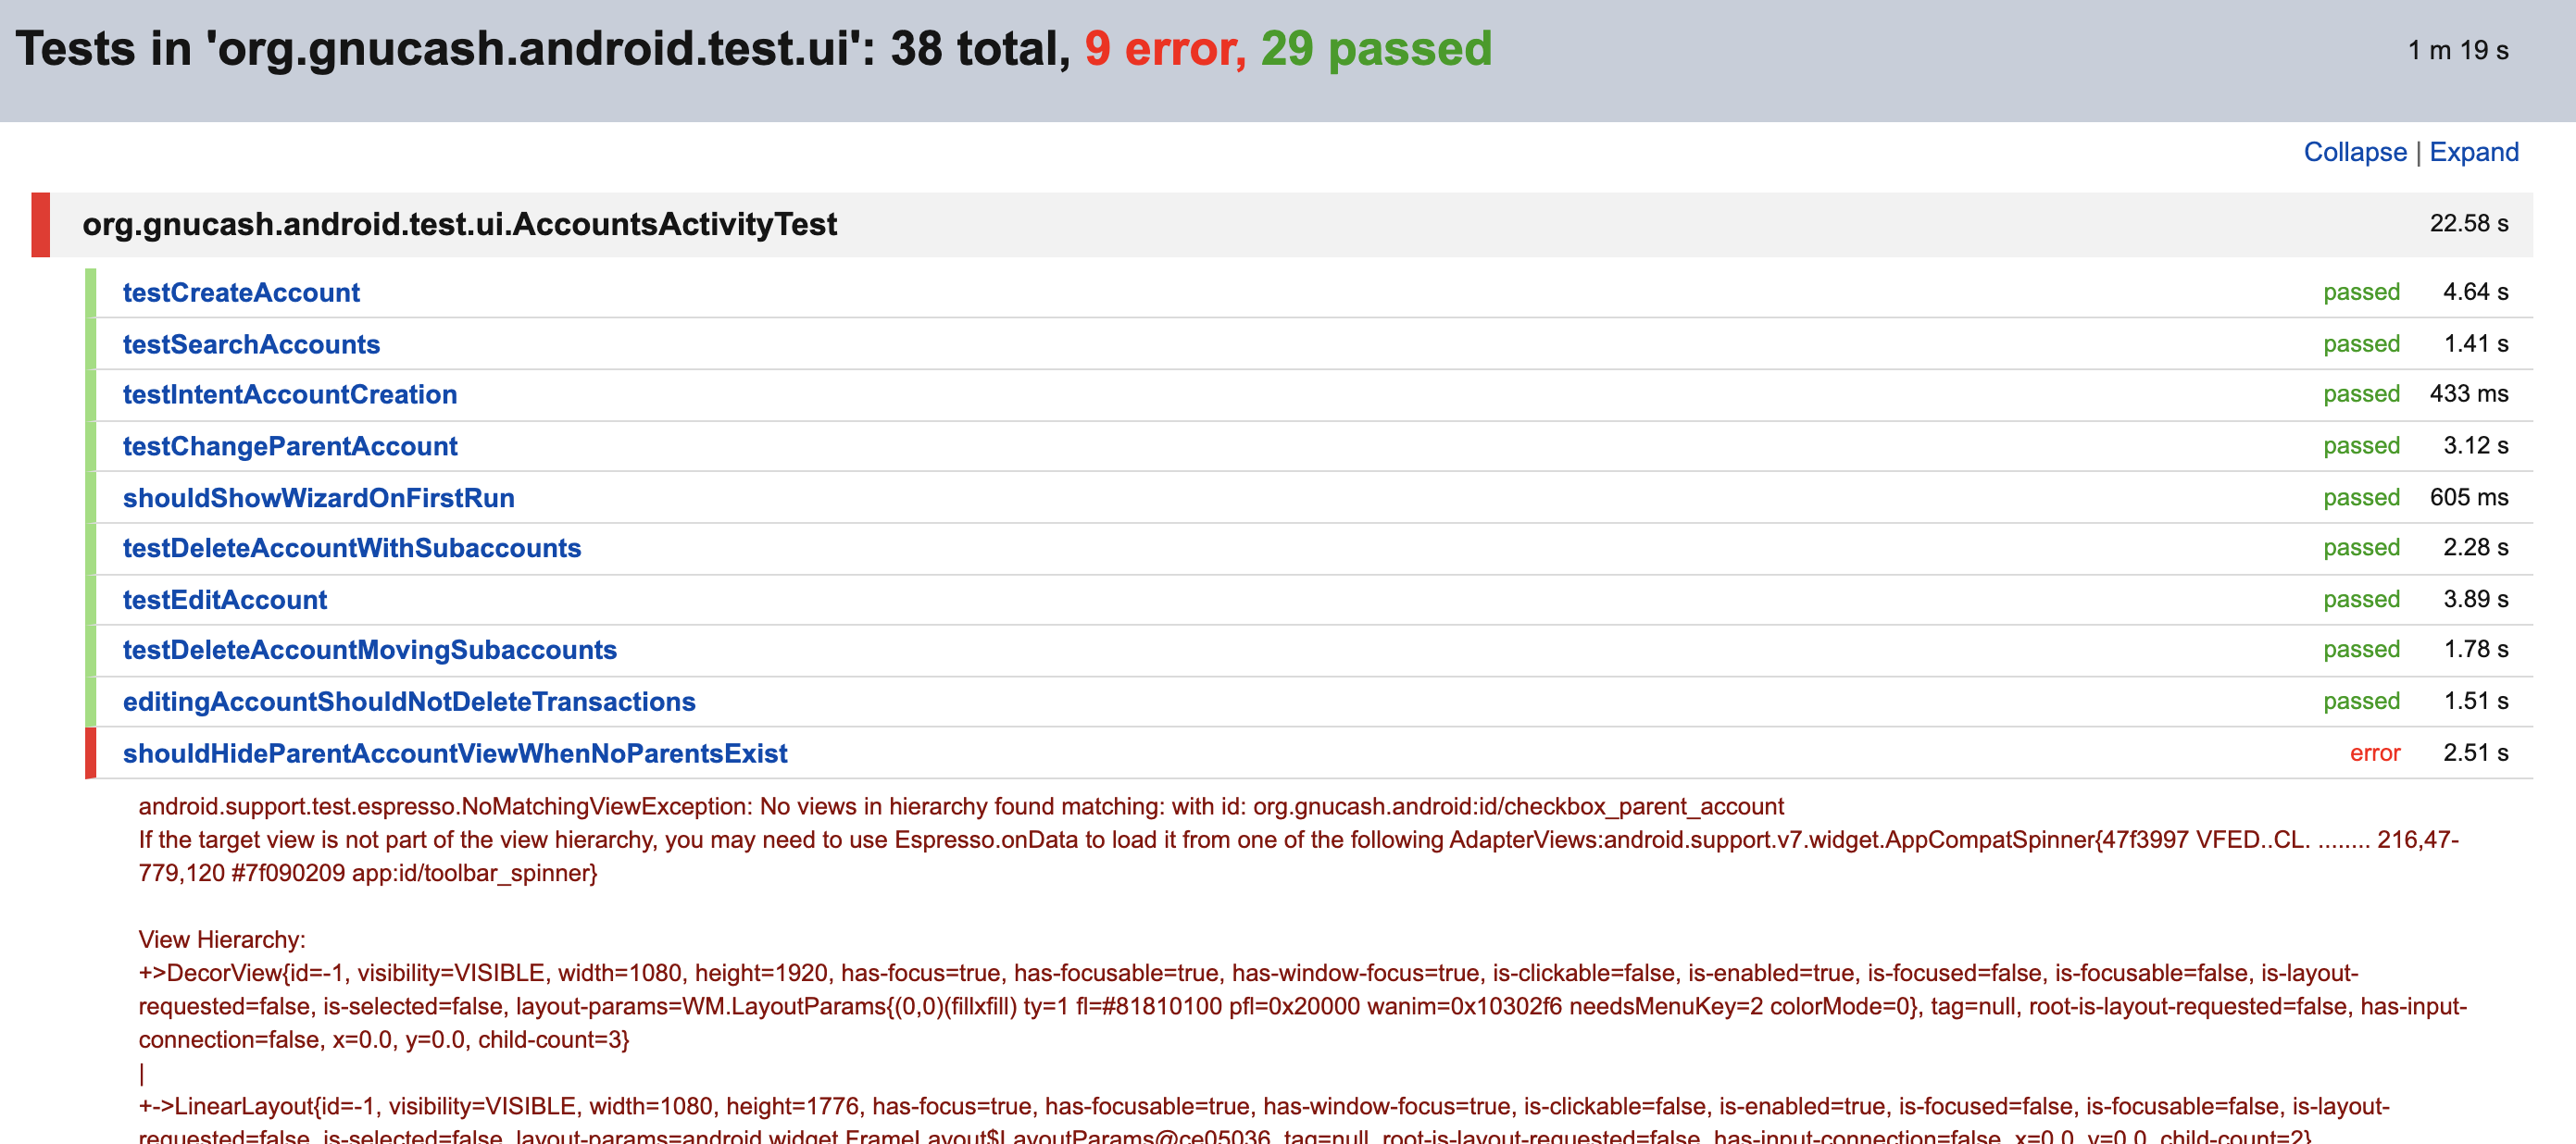 Tests in 'org.gnucash.android.test.ui': 38 total, 9 error, 29 passed 1 m 19 s
Collapse | Expand
org.gnucash.android.test.ui.AccountsActivityTest 22.58 s
testCreateAccount passed 4.64 s
testSearchAccounts passed 1.41 s
testIntentAccountCreation passed 433 ms
testChangeParentAccount passed 3.12 s
shouldShowWizardOnFirstRun passed 605 ms
testDeleteAccountWithSubaccounts passed 2.28 s
testEditAccount passed 3.89 s
testDeleteAccountMovingSubaccounts passed 1.78 s
editingAccountShouldNotDeleteTransactions passed 1.51 s
shouldHideParentAccountViewWhenNoParentsExist error 2.51 s
android.support.test.espresso.NoMatchingViewException: No views in hierarchy found matching: with id: org.gnucash.android:id/checkbox_parent_account
If the target view is not part of the view hierarchy, you may need to use Espresso.onData to load it from one of the following AdapterViews:android.support.v7.widget.AppCompatSpinner{47f3997 VFED..CL. ........ 216,47-
779,120 #7f090209 app:id/toolbar_spinner}
View Hierarchy:
+>DecorView{id=-1, visibility=VISIBLE, width=1080, height=1920, has-focus=true, has-focusable=true, has-window-focus=true, is-clickable=false, is-enabled=true, is-focused=false, is-focusable=false, is-layout-
requested=false, is-selected=false, layout-params=WM.LayoutParams{(0,0)(fillxfill) ty=1 fl=#81810100 pfl=0x20000 wanim=0x10302f6 needsMenuKey=2 colorMode=0}, tag=null, root-is-layout-requested=false, has-input-
connection=false, x=0.0, y=0.0, child-count=3}
|
+->LinearLayout{id=-1, visibility=VISIBLE, width=1080, height=1776, has-focus=true, has-focusable=true, has-window-focus=true, is-clickable=false, is-enabled=true, is-focused=false, is-focusable=false, is-layout-
requested=false, is-selected=false, layout-params=android.widget.FrameLayout$LayoutParams@ce05036, tag=null, root-is-layout-requested=false, has-input-connection=false, x=0.0, y=0.0, child-count=2}